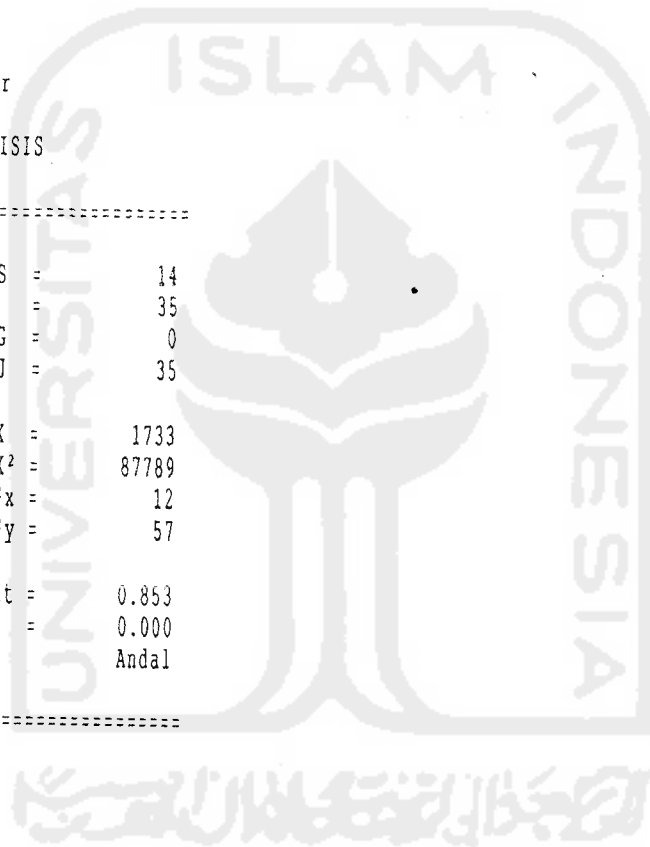 ISLAM
UNIVERSITAS
INDONESIA
r
ISIS
=================
S = 14
= 35
G = 0
J = 35
X = 1733
X² = 87789
x = 12
y = 57
t = 0.853
= 0.000
Andal
=================